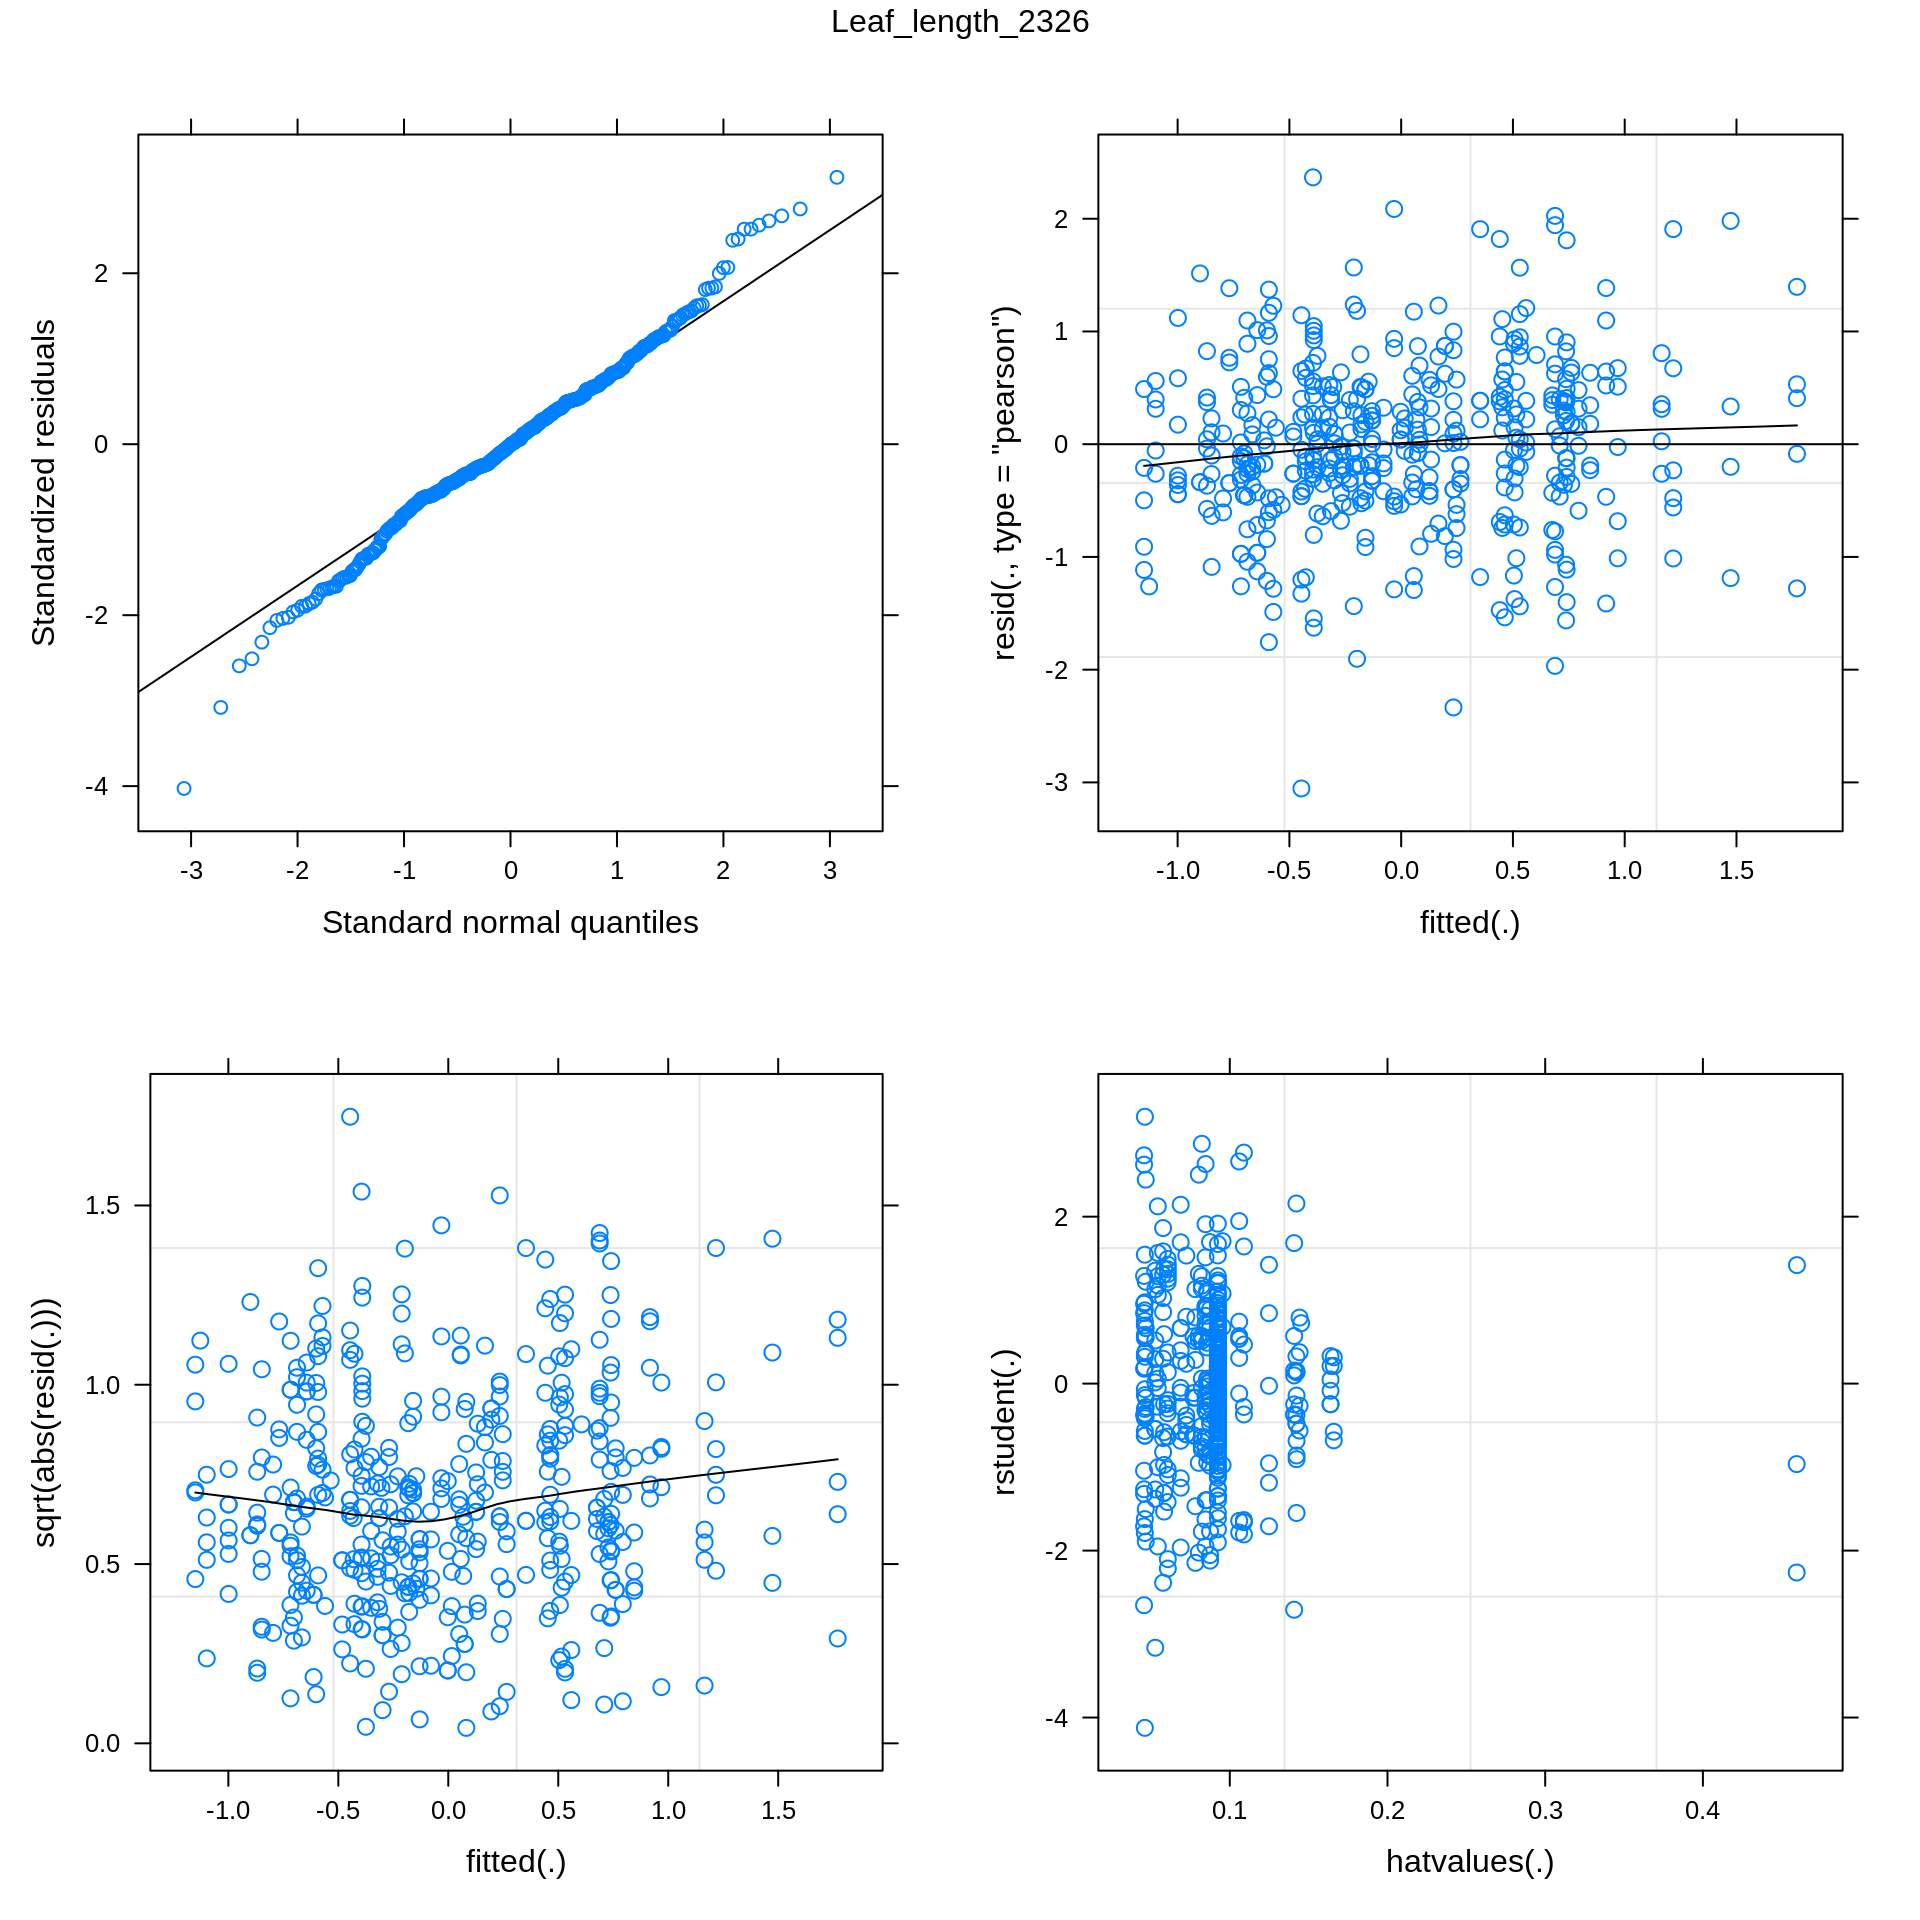 Leaf_length_2326
Standardized residuals
2
0
-2
-4
-3 -2 -1 0 1 2 3
Standard normal quantiles
resid(., type = "pearson")
2
1
0
-1
-2
-3
-1.0 -0.5 0.0 0.5 1.0 1.5
fitted(.)
sqrt(abs(resid(.)))
1.5
1.0
0.5
0.0
-1.0 -0.5 0.0 0.5 1.0 1.5
fitted(.)
rstudent(.)
2
0
-2
-4
0.1 0.2 0.3 0.4
hatvalues(.)